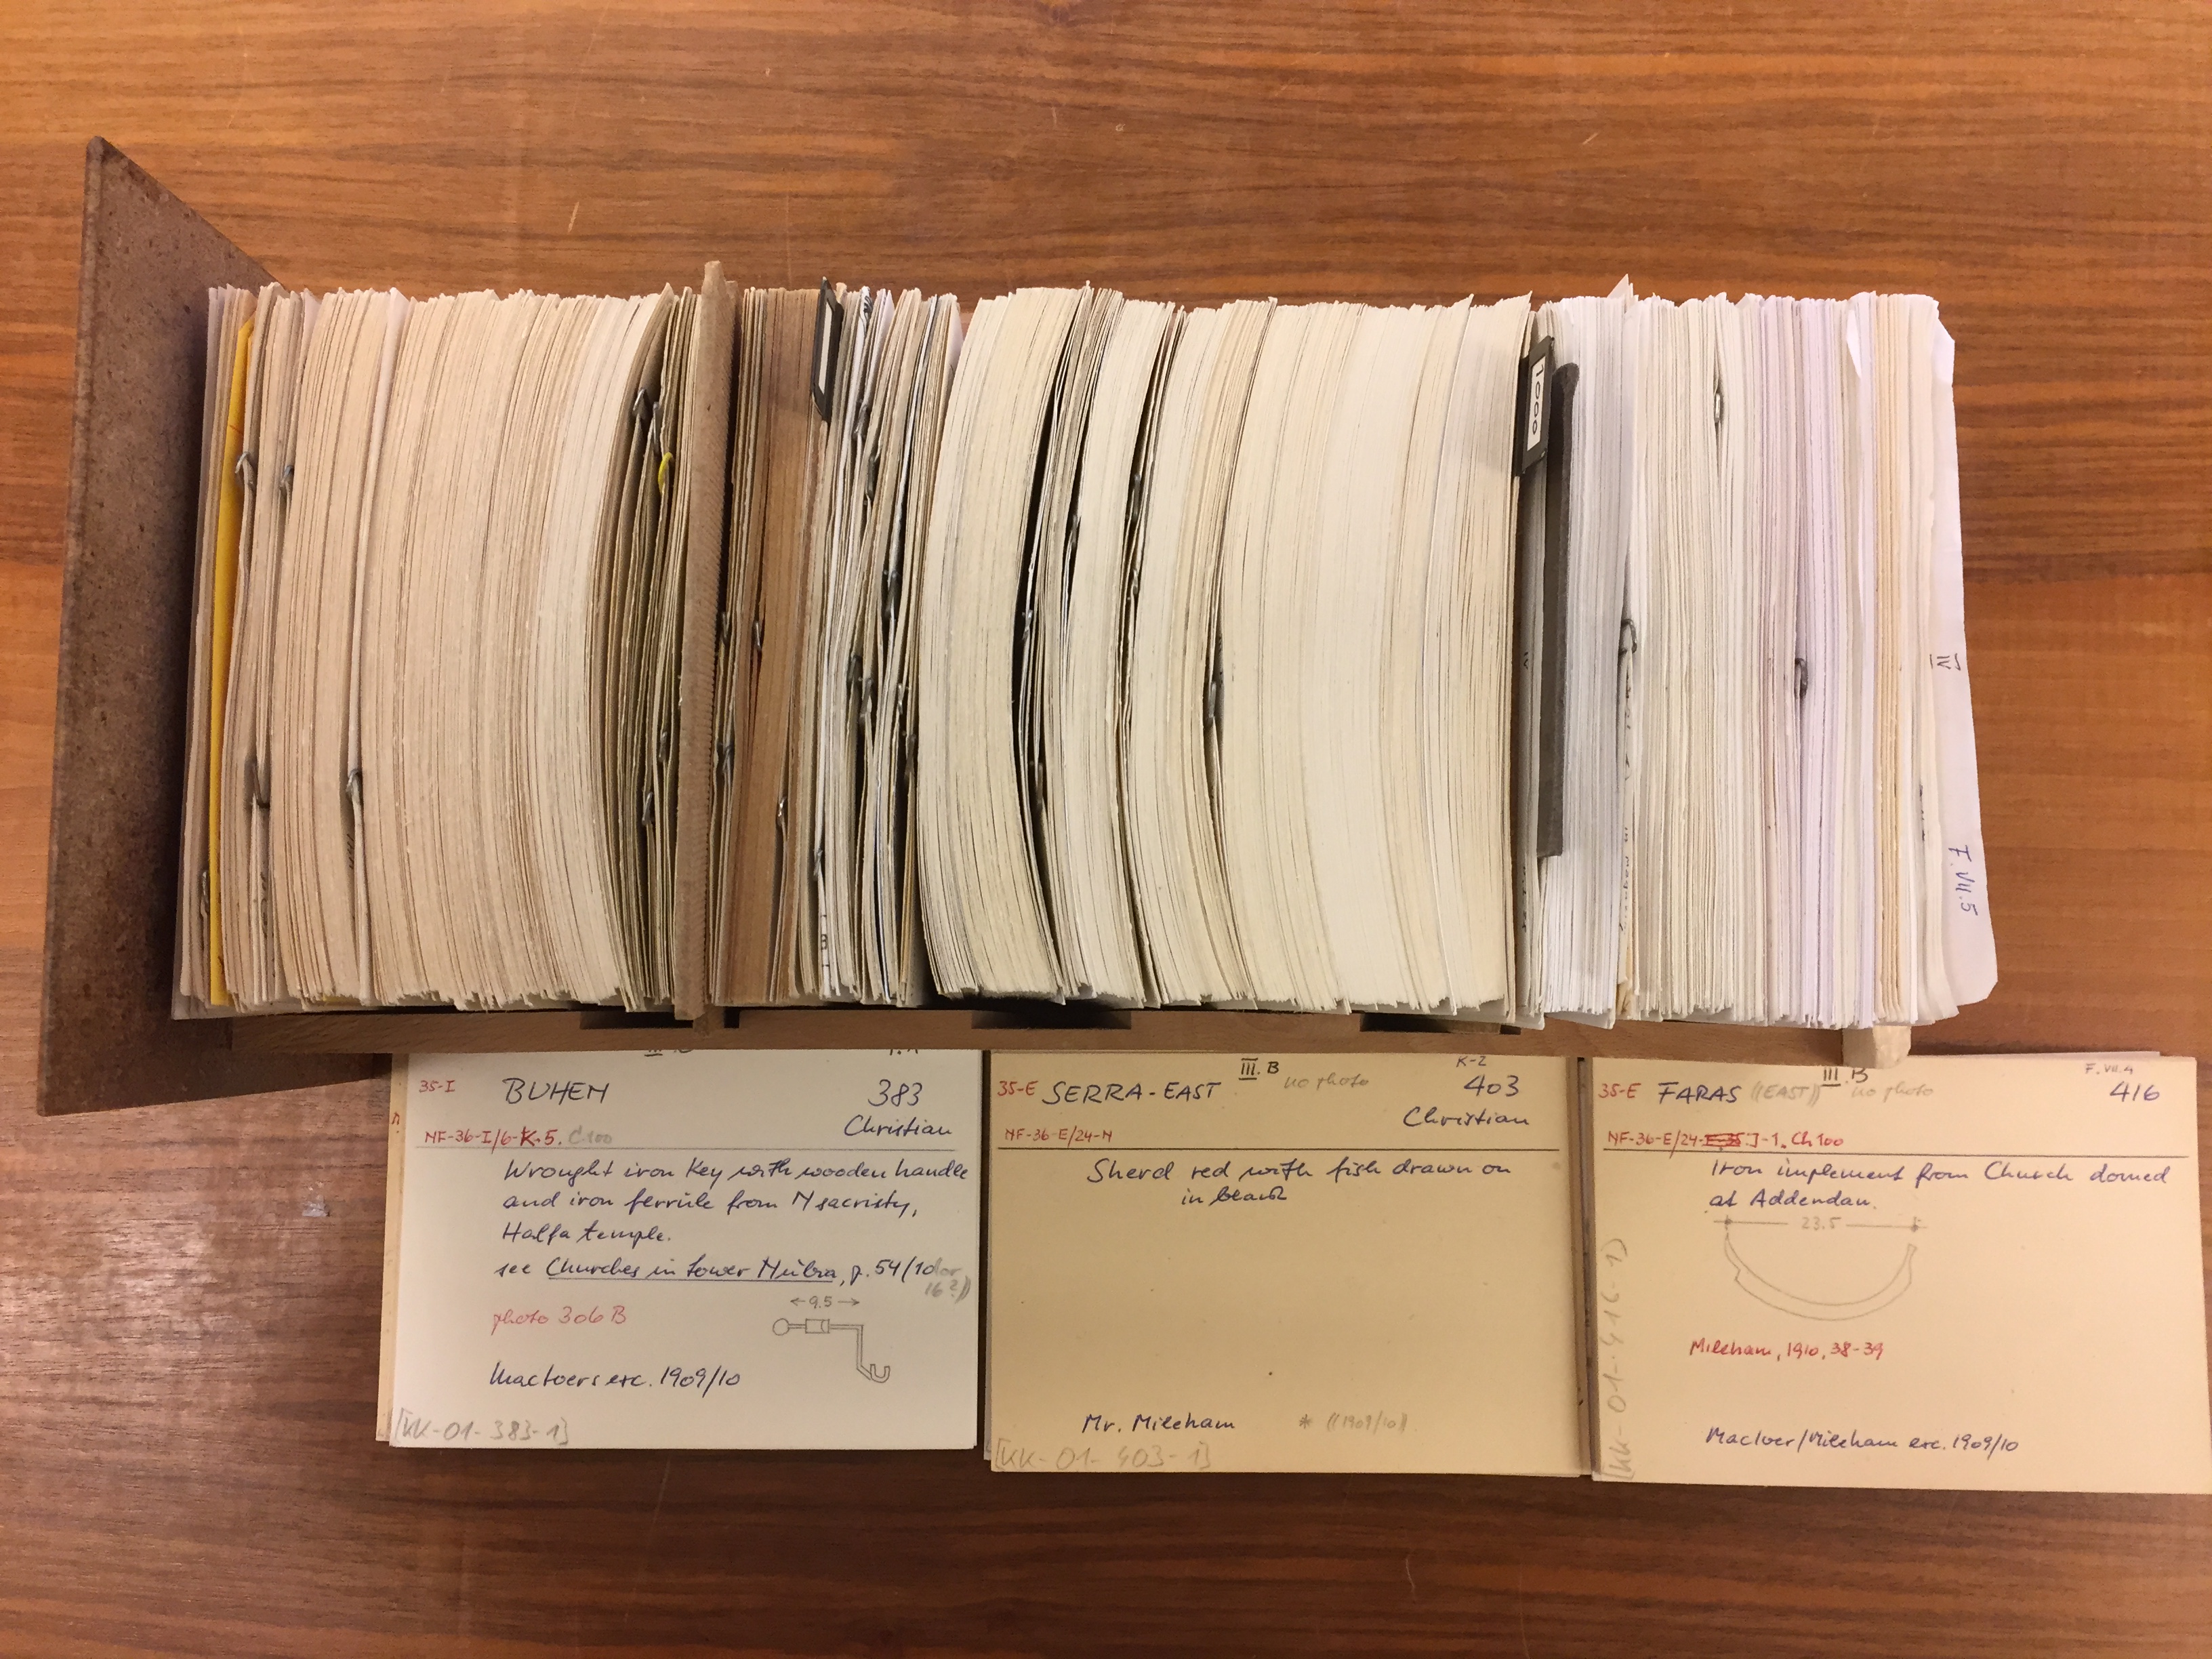 1000
IV
F. VII.5
35-I BUHEN 383
Christian
NF-36-I/6-K-5. C.100
Wrought iron Key with wooden handle
and iron ferrule from N sacristy,
Halfa temple.
see Churches in Lower Nubia, p. 54/10 (or
16?))
← 9.5 →
photo 306 B
MacIvers exc. 1909/10
[KK-01-383-1]
III. B K-2
35-E SERRA-EAST no photo 403
Christian
NF-36-E/24-N
Sherd red with fish drawn on
in black
Mr. Mileham * ((1909/10))
[KK-01-403-1]
III. B F. VII.4
35-E FARAS ((EAST)) no photo 416
NF-36-E/24- J-1. Ch 100
Iron implement from Church domed
at Addendan.
23.5
Mileham, 1910, 38-39
MacIver/Mileham exc. 1909/10
[KK-01-416-1]